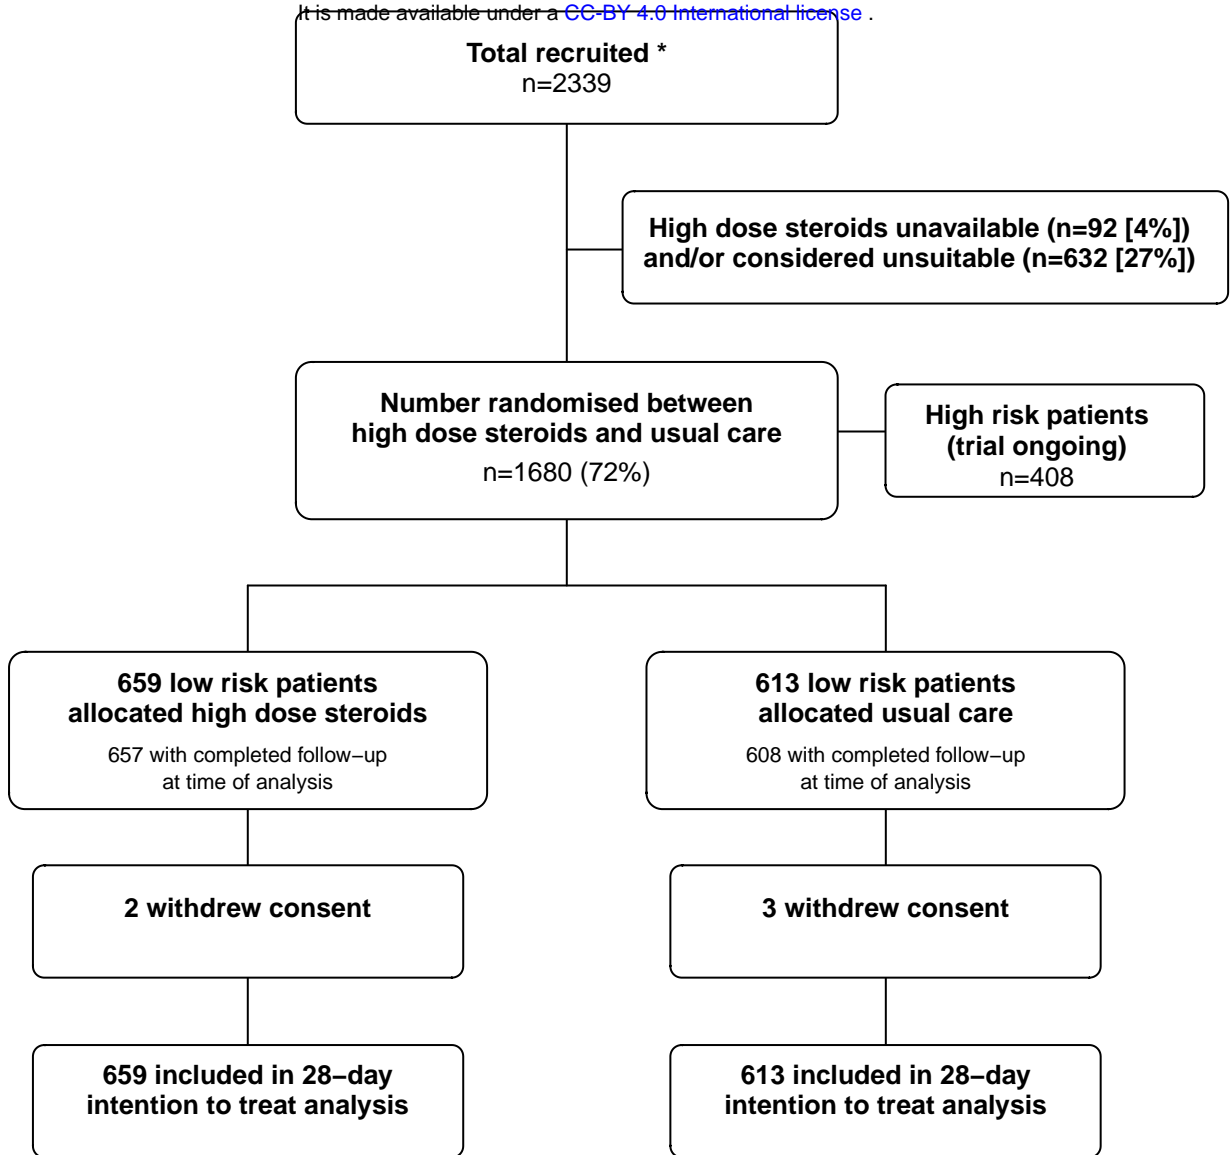 It is made available under a CC-BY 4.0 International license .
Total recruited *
n=2339
High dose steroids unavailable (n=92 [4%])
and/or considered unsuitable (n=632 [27%])
Number randomised between
high dose steroids and usual care
n=1680 (72%)
High risk patients
(trial ongoing)
n=408
659 low risk patients
allocated high dose steroids
657 with completed follow−up
at time of analysis
613 low risk patients
allocated usual care
608 with completed follow−up
at time of analysis
2 withdrew consent
3 withdrew consent
659 included in 28−day
intention to treat analysis
613 included in 28−day
intention to treat analysis